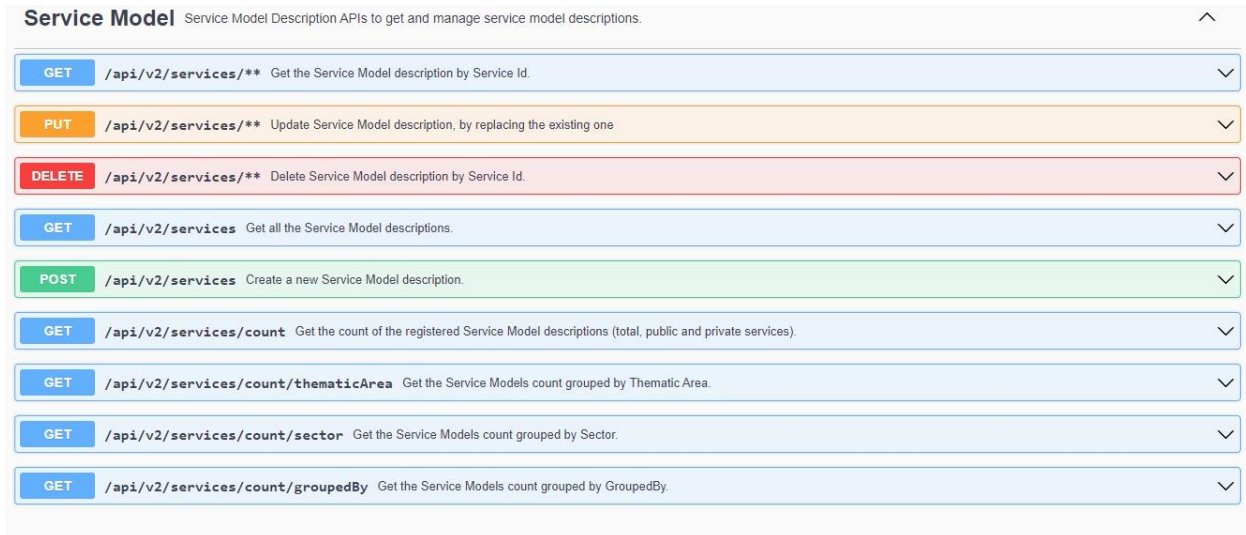 Service Model Service Model Description APIs to get and manage service model descriptions.
GET /api/v2/services/** Get the Service Model description by Service Id.
PUT /api/v2/services/** Update Service Model description, by replacing the existing one
DELETE /api/v2/services/** Delete Service Model description by Service Id.
GET /api/v2/services Get all the Service Model descriptions.
POST /api/v2/services Create a new Service Model description.
GET /api/v2/services/count Get the count of the registered Service Model descriptions (total, public and private services).
GET /api/v2/services/count/thematicArea Get the Service Models count grouped by Thematic Area.
GET /api/v2/services/count/sector Get the Service Models count grouped by Sector.
GET /api/v2/services/count/groupedBy Get the Service Models count grouped by GroupedBy.